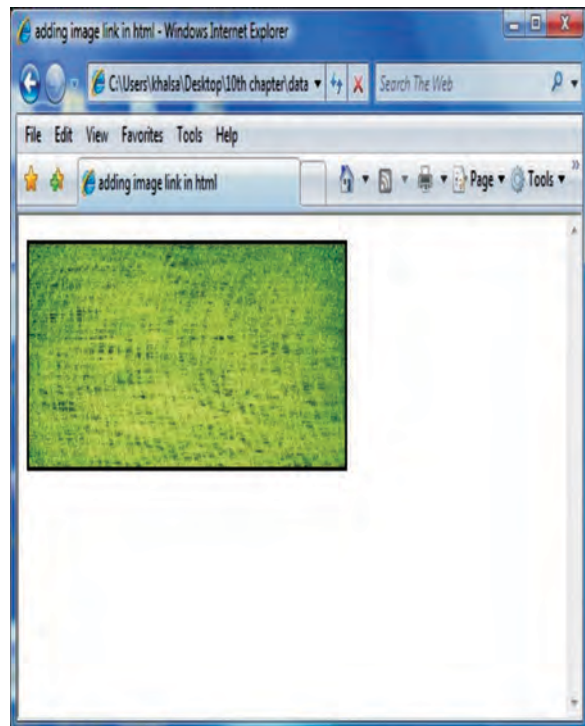 adding image link in html - Windows Internet Explorer
C:\Users\khalsa\Desktop\10th chapter\data Search The Web
File Edit View Favorites Tools Help
adding image link in html Page Tools